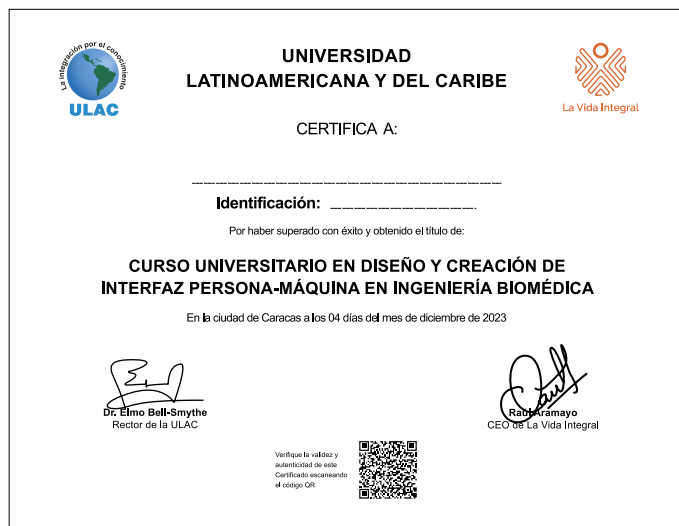 La integración por el conocimiento
ULAC
UNIVERSIDAD
LATINOAMERICANA Y DEL CARIBE
La Vida Integral
CERTIFICA A:
Identificación:
Por haber superado con éxito y obtenido el título de:
CURSO UNIVERSITARIO EN DISEÑO Y CREACIÓN DE
INTERFAZ PERSONA-MÁQUINA EN INGENIERÍA BIOMÉDICA
En la ciudad de Caracas a los 04 días del mes de diciembre de 2023
Dr. Elmo Bell-Smythe
Rector de la ULAC
Raúl Aramayo
CEO de La Vida Integral
Verifique la validez y
autenticidad de este
Certificado escaneando
el código QR